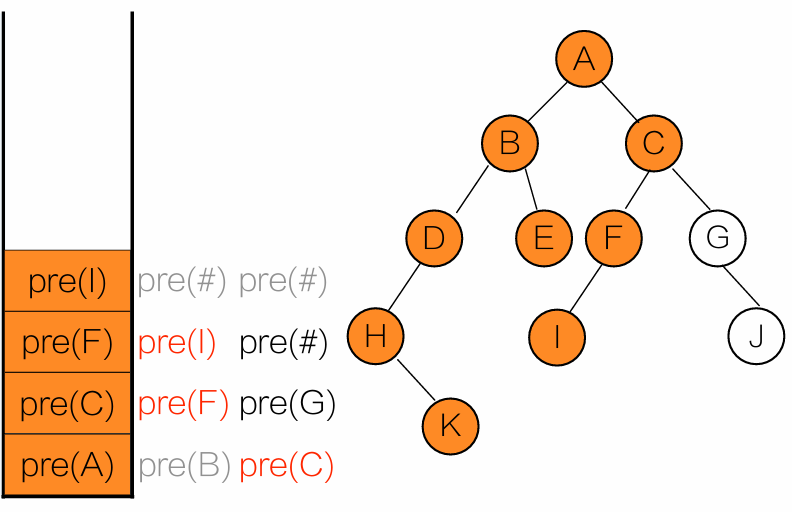 A
B
C
D
E
F
G
pre(I) pre(#) pre(#)
pre(F) pre(I) pre(#)
H
I
J
pre(C) pre(F) pre(G)
K
pre(A) pre(B) pre(C)